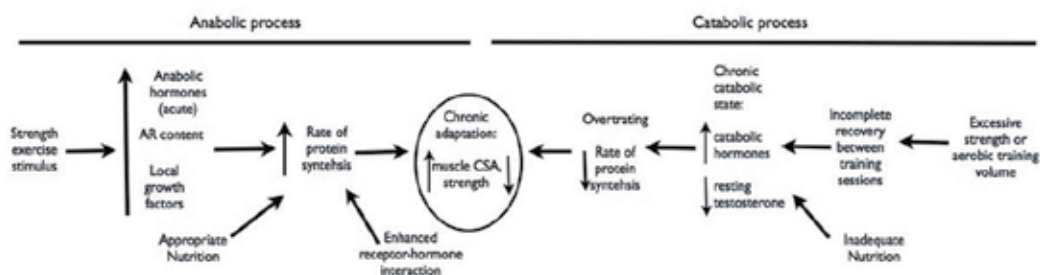 Anabolic process
Catabolic process
Strength
exercise
stimulus
Anabolic
hormones
(acute)
AR content
Local
growth
factors
Appropriate
Nutrition
Rate of
protein
syntehsis
Enhanced
receptor-hormone
interaction
Chronic
adaptation:
muscle CSA,
strength
Overtrating
Rate of
protein
syntehsis
Chronic
catabolic
state:
catabolic
hormones
resting
testosterone
Incomplete
recovery
between
training
sessions
Inadequate
Nutrition
Excessive
strength or
aerobic training
volume